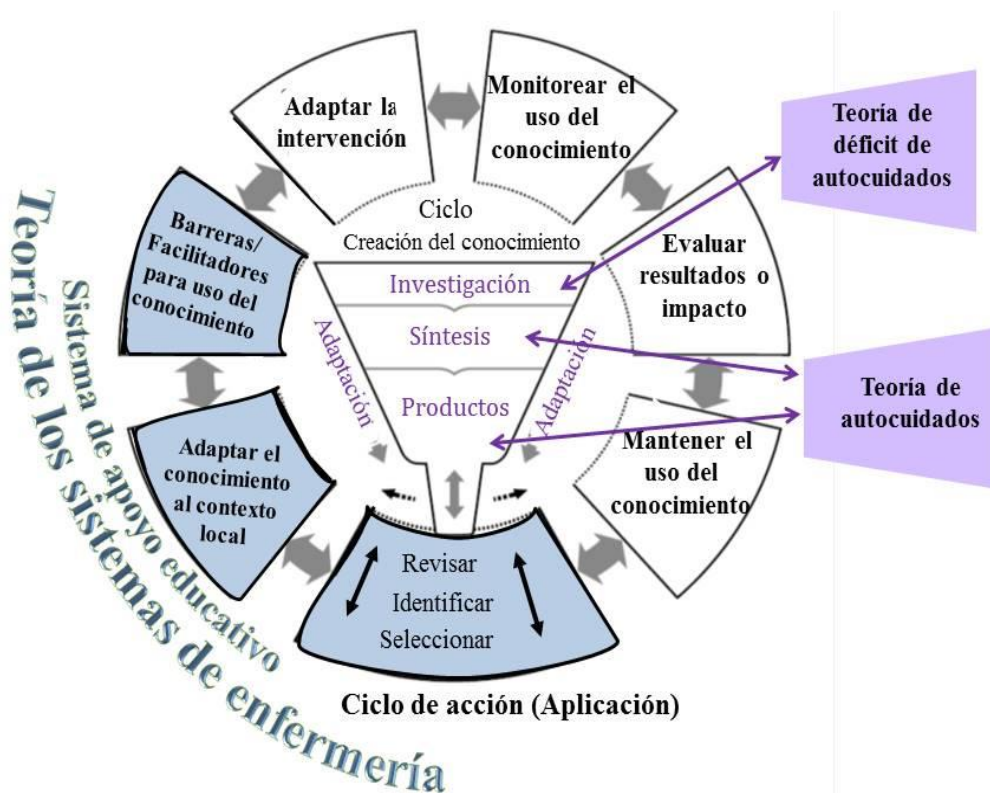 Adaptar la
intervención
Monitorear el
uso del
conocimiento
Teoría de
déficit de
autocuidados
Barreras/
Facilitadores
para uso del
conocimiento
Ciclo
Creación del conocimiento
Investigación
Síntesis
Productos
Adaptación
Adaptación
Evaluar
resultados o
impacto
Teoría de
autocuidados
Adaptar el
conocimiento
al contexto
local
Mantener el
uso del
conocimiento
Revisar
Identificar
Seleccionar
Ciclo de acción (Aplicación)
Sistema de apoyo educativo
Teoría de los sistemas de enfermería